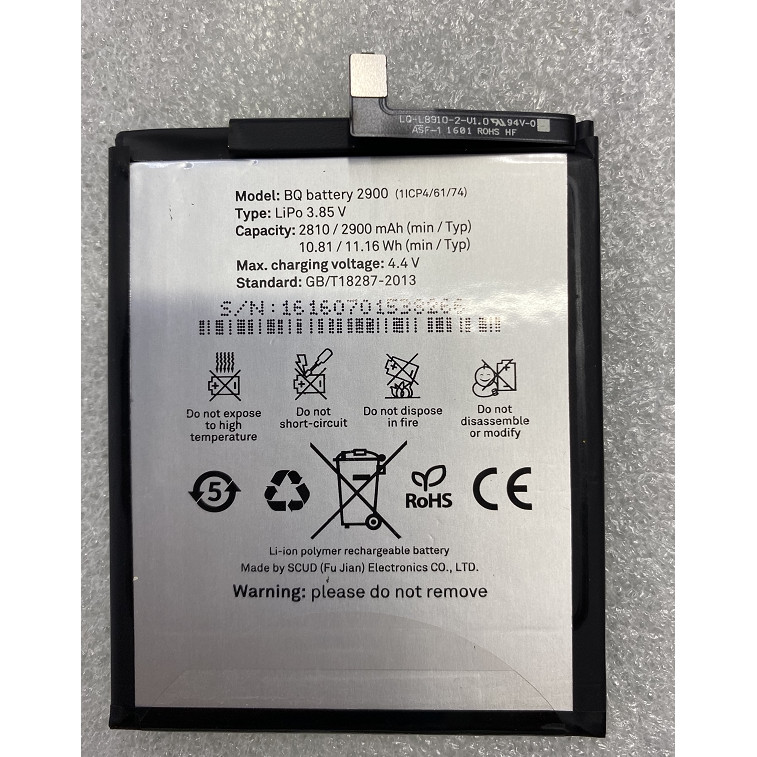 LQ-L8910-2-V1.0 94V-0
ASF-1 1601 ROHS HF
Model: BQ battery 2900 (1ICP4/61/74)
Type: LiPo 3.85 V
Capacity: 2810 / 2900 mAh (min / Typ)
10.81 / 11.16 Wh (min / Typ)
Max. charging voltage: 4.4 V
Standard: GB/T18287-2013
S/N:16160701538266
Do not expose
to high
temperature
Do not
short-circuit
Do not dispose
in fire
Do not
disassemble
or modify
5
RoHS
CE
Li-ion polymer rechargeable battery
Made by SCUD (Fu Jian) Electronics CO., LTD.
Warning: please do not remove